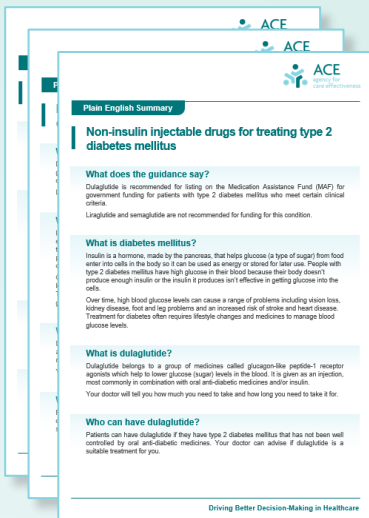 ACE
ACE
ACE
agency for
care effectiveness
Plain English Summary
Non-insulin injectable drugs for treating type 2
diabetes mellitus
What does the guidance say?
Dulaglutide is recommended for listing on the Medication Assistance Fund (MAF) for
government funding for patients with type 2 diabetes mellitus who meet certain clinical
criteria.
Liraglutide and semaglutide are not recommended for funding for this condition.
What is diabetes mellitus?
Insulin is a hormone, made by the pancreas, that helps glucose (a type of sugar) from food
enter into cells in the body so it can be used as energy or stored for later use. People with
type 2 diabetes mellitus have high glucose in their blood because their body doesn't
produce enough insulin or the insulin it produces isn't effective in getting glucose into the
cells.
Over time, high blood glucose levels can cause a range of problems including vision loss,
kidney disease, foot and leg problems and an increased risk of stroke and heart disease.
Treatment for diabetes often requires lifestyle changes and medicines to manage blood
glucose levels.
What is dulaglutide?
Dulaglutide belongs to a group of medicines called glucagon-like peptide-1 receptor
agonists which help to lower glucose (sugar) levels in the blood. It is given as an injection,
most commonly in combination with oral anti-diabetic medicines and/or insulin.
Your doctor will tell you how much you need to take and how long you need to take it for.
Who can have dulaglutide?
Patients can have dulaglutide if they have type 2 diabetes mellitus that has not been well
controlled by oral anti-diabetic medicines. Your doctor can advise if dulaglutide is a
suitable treatment for you.
Driving Better Decision-Making in Healthcare